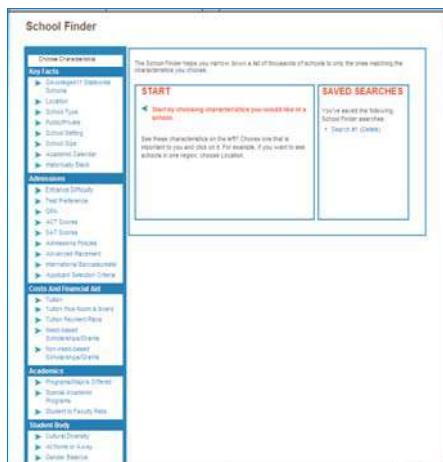 School Finder
Choose Characteristics
Key Facts
Statewide
Schools
Location
School Type
Public/Private
School Setting
School Size
Academic Calendar
Historically Black
Admissions
Entrance Difficulty
Test Preference
GPA
ACT Scores
SAT Scores
Admissions Policies
Advanced Placement
International Baccalaureate
Applicant Selection Criteria
Costs And Financial Aid
Tuition
Tuition Plus Room & Board
Tuition Payment Plans
Need-based
Scholarships/Grants
Non-need-based
Scholarships/Grants
Academics
Programs/Majors Offered
Special Academic
Programs
Student to Faculty Ratio
Student Body
Cultural Diversity
At Home or Away
Gender Balance
The School Finder helps you narrow down a list of thousands of schools to only the ones matching the
characteristics you choose.
START
Start by choosing characteristics you would like in a
school.
See these characteristics on the left? Choose one that is
important to you and click on it. For example, if you want to see
schools in one region, choose Location.
SAVED SEARCHES
You've saved the following
School Finder searches:
Search #1 (Delete)